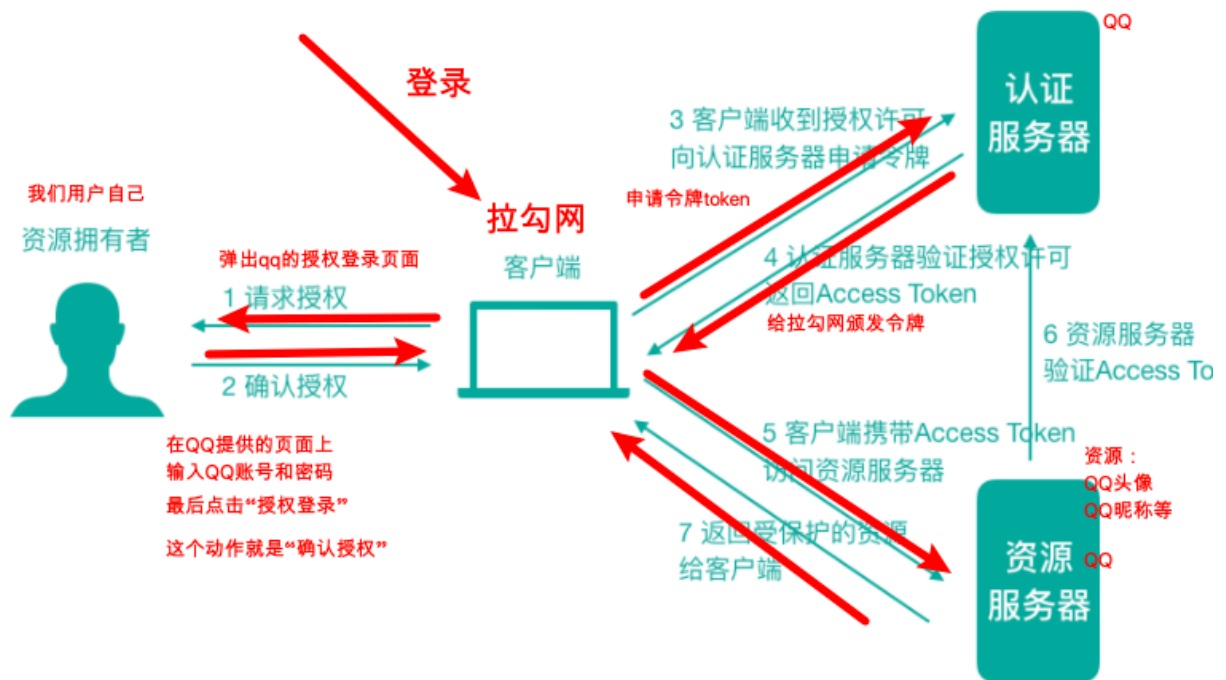 登录
QQ
认证
服务器
3 客户端收到授权许可
向认证服务器申请令牌
申请令牌token
我们用户自己
资源拥有者
拉勾网
客户端
弹出qq的授权登录页面
1 请求授权
2 确认授权
4 认证服务器验证授权许可
返回Access Token
给拉勾网颁发令牌
6 资源服务器
验证Access To
在QQ提供的页面上
输入QQ账号和密码
最后点击“授权登录”
这个动作就是“确认授权”
5 客户端携带Access Token
访问资源服务器
资源：
QQ头像
QQ昵称等
7 返回受保护的资源
给客户端
QQ
资源
服务器